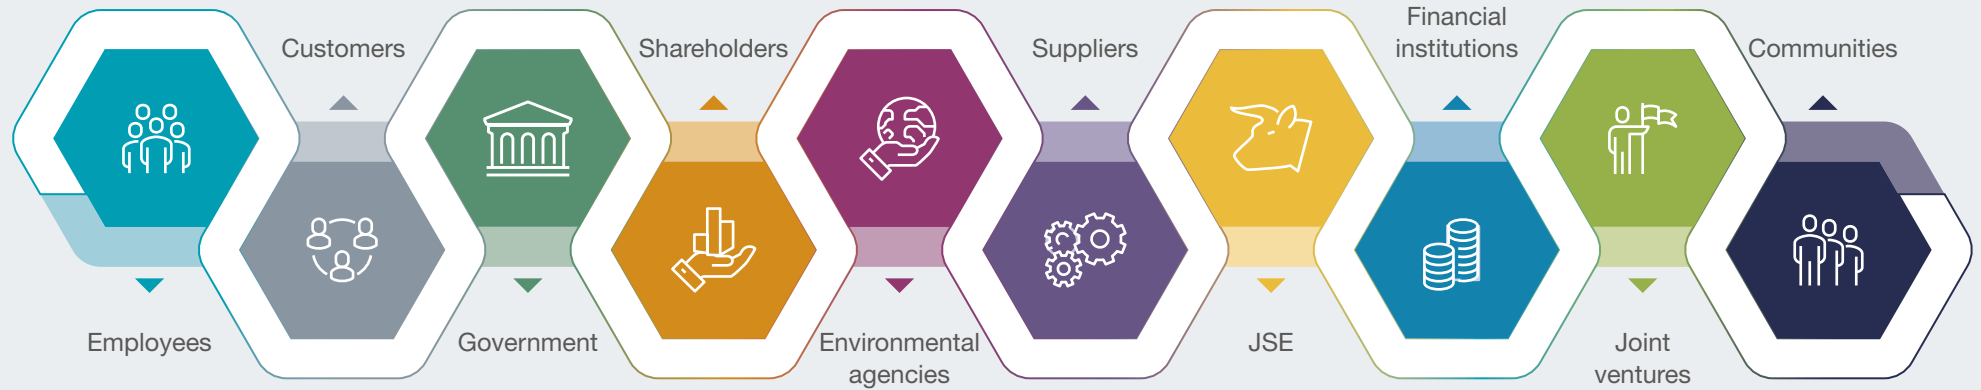 Employees
Customers
Government
Shareholders
Environmental
agencies
Suppliers
JSE
Financial
institutions
Joint
ventures
Communities